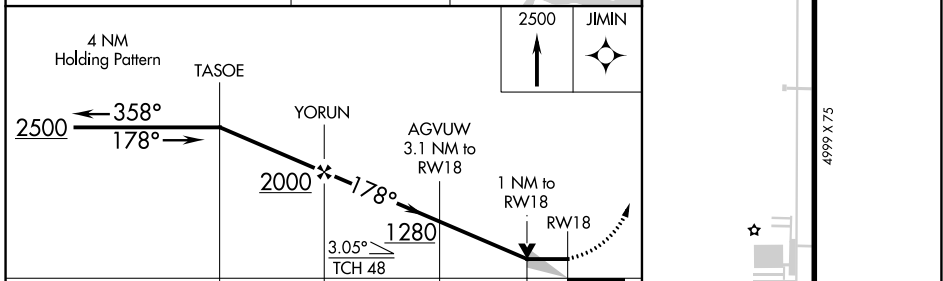 2500
JIMIN
4 NM
Holding Pattern
TASOE
358°
2500
178°
YORUN
2000
178°
AGVUW
3.1 NM to
RW18
1280
1 NM to
RW18
RW18
3.05°
TCH 48
4999 X 75